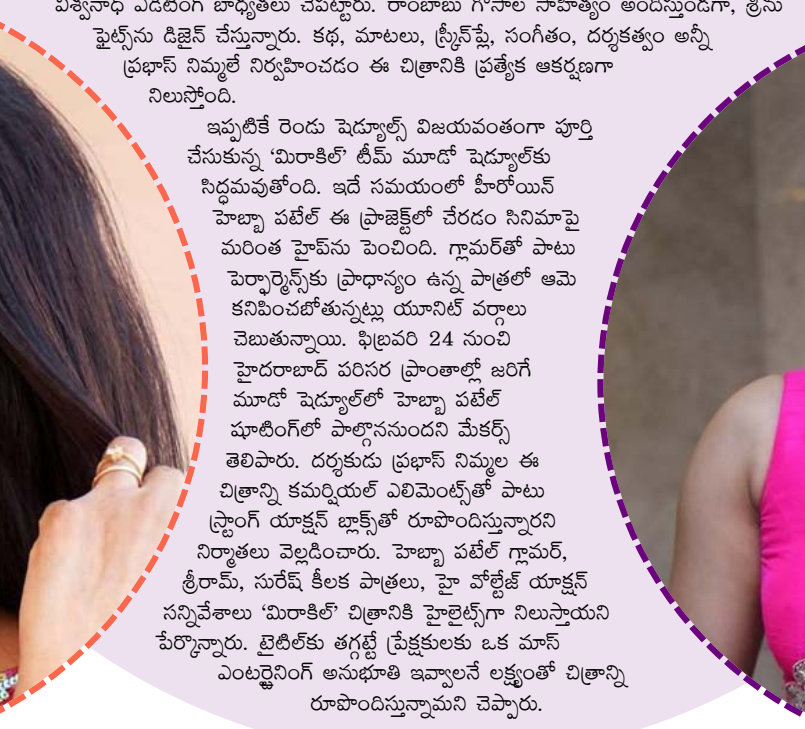 విశ్వనాథ్ ఎడిటింగ్ బాధ్యతలు చేపట్టారు. రాంబాబు గోసాల సాహిత్యం అందిస్తుండగా, శ్రీను
ఫైట్స్‌ను డిజైన్ చేస్తున్నారు. కథ, మాటలు, స్క్రీన్‌ప్లే, సంగీతం, దర్శకత్వం అన్నీ
ప్రభాస్ నిమ్మలే నిర్వహించడం ఈ చిత్రానికి ప్రత్యేక ఆకర్షణగా
నిలుస్తోంది.
ఇప్పటికే రెండు షెడ్యూల్స్ విజయవంతంగా పూర్తి
చేసుకున్న ‘మిరాకిల్’ టీమ్ మూడో షెడ్యూల్‌కు
సిద్ధమవుతోంది. ఇదే సమయంలో హీరోయిన్
హెబ్బా పటేల్ ఈ ప్రాజెక్ట్‌లో చేరడం సినిమాపై
మరింత హైప్‌ను పెంచింది. గ్లామర్‌తో పాటు
పెర్ఫార్మెన్స్‌కు ప్రాధాన్యం ఉన్న పాత్రలో ఆమె
కనిపించబోతున్నట్లు యూనిట్ వర్గాలు
చెబుతున్నాయి. ఫిబ్రవరి 24 నుంచి
హైదరాబాద్ పరిసర ప్రాంతాల్లో జరిగే
మూడో షెడ్యూల్‌లో హెబ్బా పటేల్
షూటింగ్‌లో పాల్గొననుందని మేకర్స్
తెలిపారు. దర్శకుడు ప్రభాస్ నిమ్మల ఈ
చిత్రాన్ని కమర్షియల్ ఎలిమెంట్స్‌తో పాటు
స్ట్రాంగ్ యాక్షన్ బ్లాక్స్‌తో రూపొందిస్తున్నారని
నిర్మాతలు వెల్లడించారు. హెబ్బా పటేల్ గ్లామర్,
శ్రీరామ్, సురేష్ కీలక పాత్రలు, హై వోల్టేజ్ యాక్షన్
సన్నివేశాలు ‘మిరాకిల్’ చిత్రానికి హైలైట్స్‌గా నిలుస్తాయని
పేర్కొన్నారు. టైటిల్‌కు తగ్గట్టే ప్రేక్షకులకు ఒక మాస్
ఎంటర్టైనింగ్ అనుభూతి ఇవ్వాలనే లక్ష్యంతో చిత్రాన్ని
రూపొందిస్తున్నామని చెప్పారు.